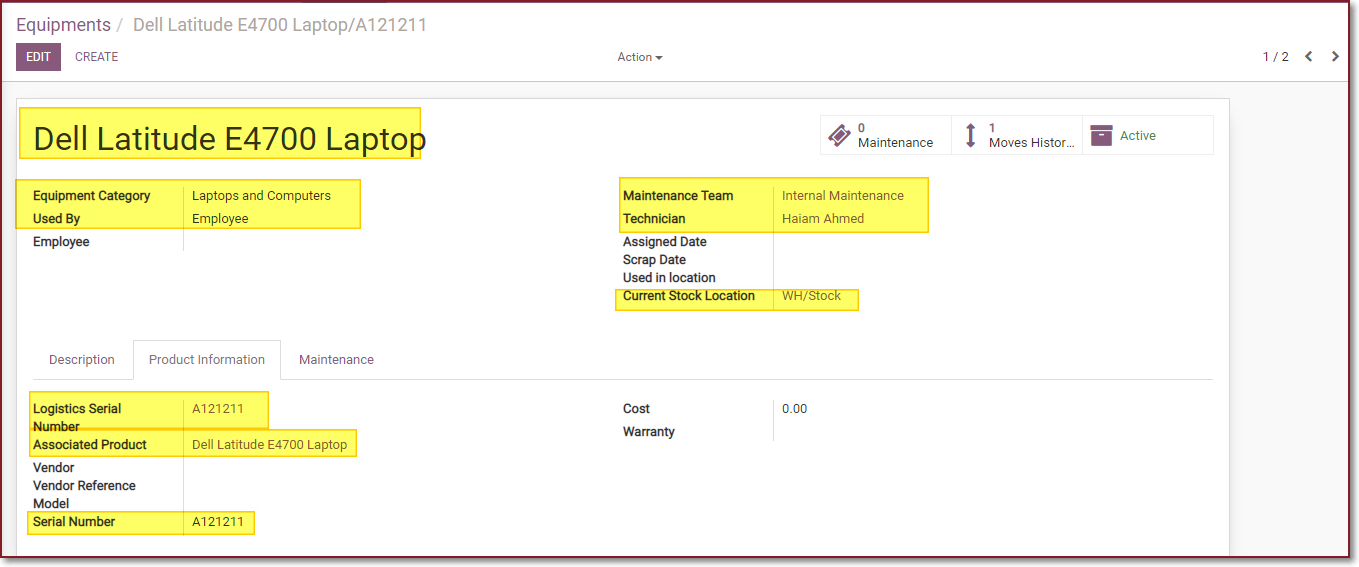 Equipments / Dell Latitude E4700 Laptop/A121211
EDIT CREATE Action 1 / 2
Dell Latitude E4700 Laptop
0 Maintenance
1 Moves Histor...
Active
Equipment Category Laptops and Computers
Used By Employee
Employee
Maintenance Team Internal Maintenance
Technician Haiam Ahmed
Assigned Date
Scrap Date
Used in location
Current Stock Location WH/Stock
Description Product Information Maintenance
Logistics Serial Number A121211
Associated Product Dell Latitude E4700 Laptop
Vendor
Vendor Reference
Model
Serial Number A121211
Cost 0.00
Warranty